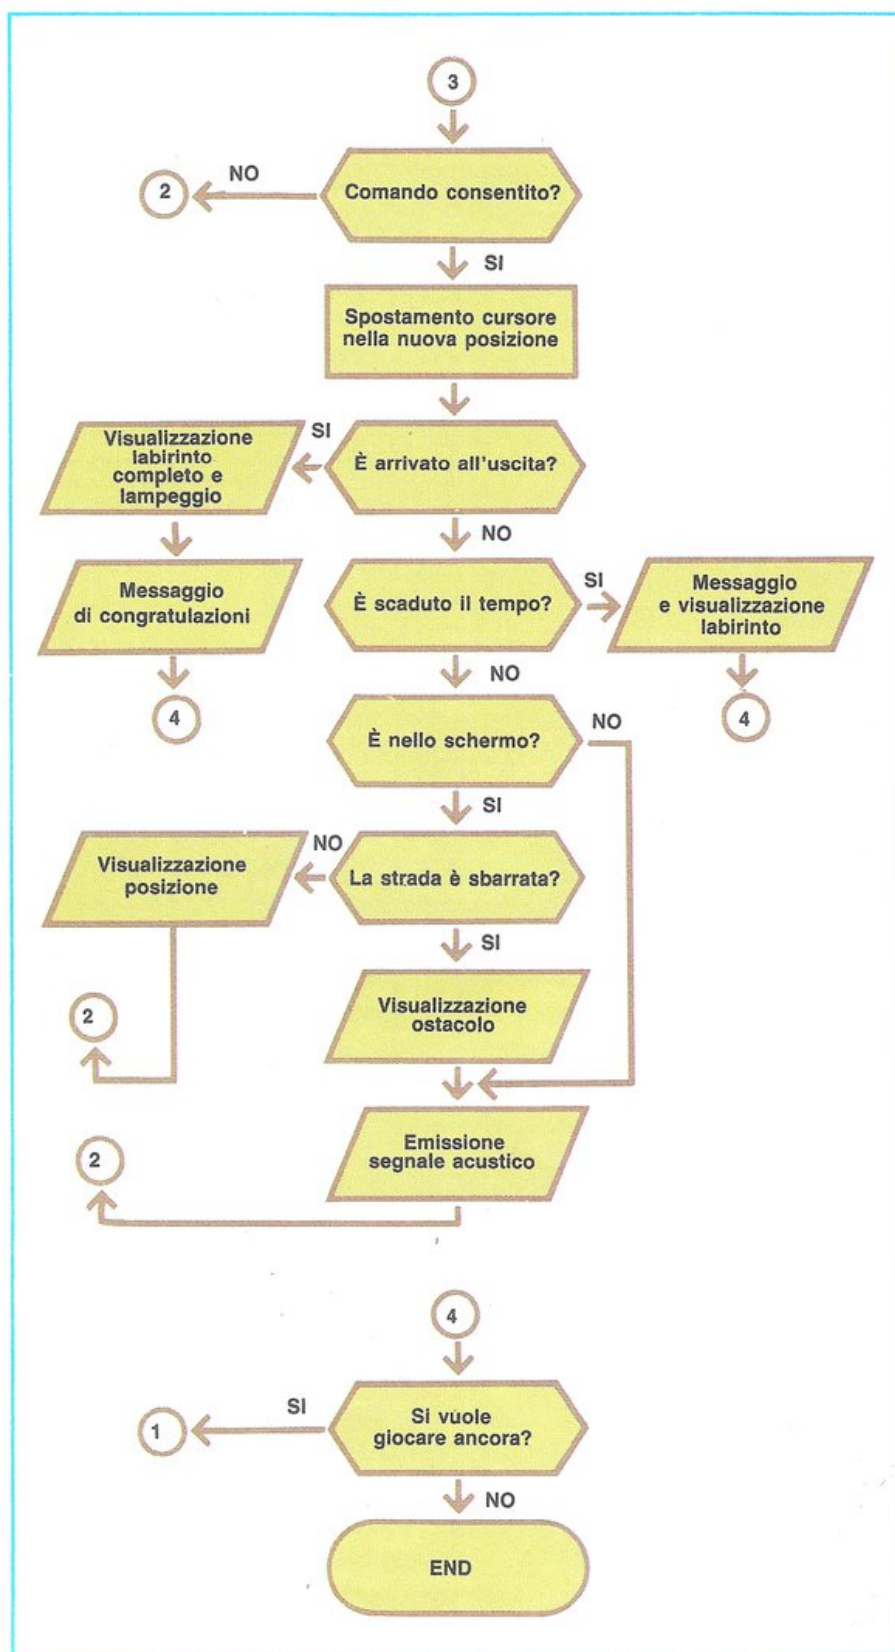 3
NO
2
Comando consentito?
SI
Spostamento cursore
nella nuova posizione
Visualizzazione
labirinto
completo e
lampeggio
SI
È arrivato all'uscita?
NO
Messaggio
di congratulazioni
È scaduto il tempo?
SI
Messaggio
e visualizzazione
labirinto
NO
4
È nello schermo?
NO
4
SI
Visualizzazione
posizione
NO
La strada è sbarrata?
SI
2
Visualizzazione
ostacolo
2
Emissione
segnale acustico
4
SI
1
Si vuole
giocare ancora?
NO
END